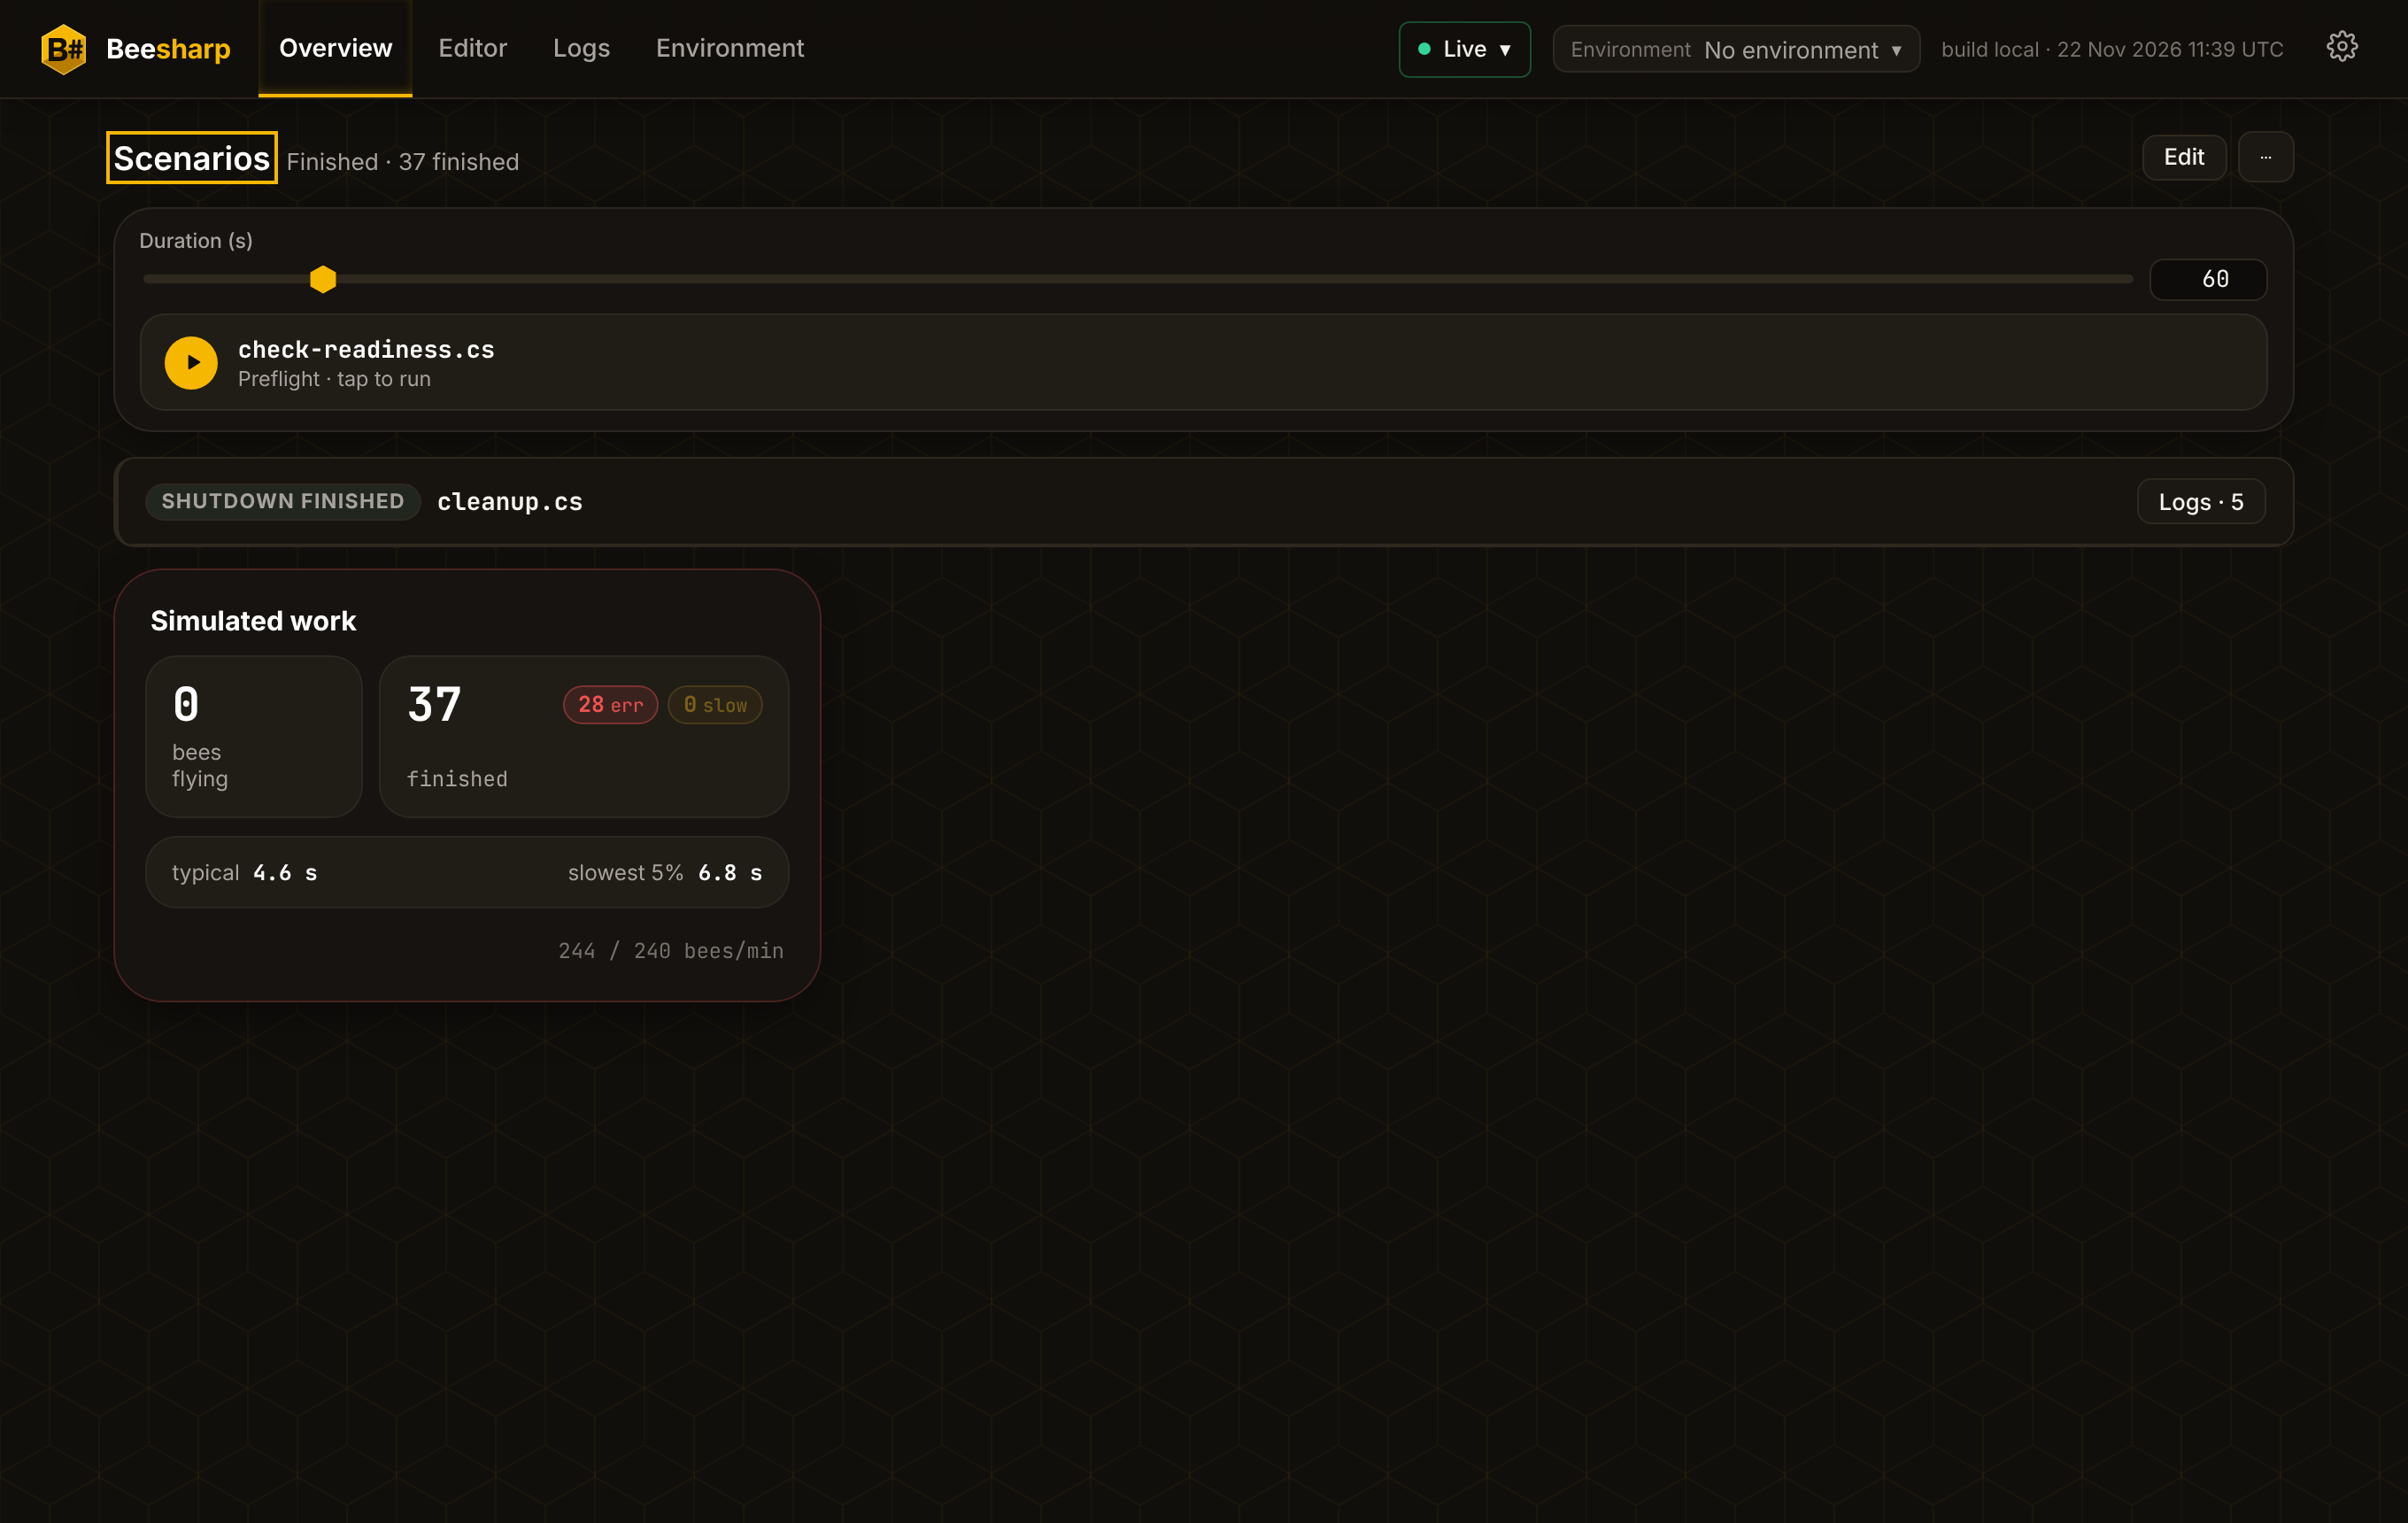 B# Beesharp Overview Editor Logs Environment Live ▾ Environment No environment ▾ build local · 22 Nov 2026 11:39 UTC
Scenarios Finished · 37 finished Edit ...
Duration (s)
60
check-readiness.cs
Preflight · tap to run
SHUTDOWN FINISHED cleanup.cs Logs · 5
Simulated work
0 37 28 err 0 slow
bees
flying finished
typical 4.6 s slowest 5% 6.8 s
244 / 240 bees/min